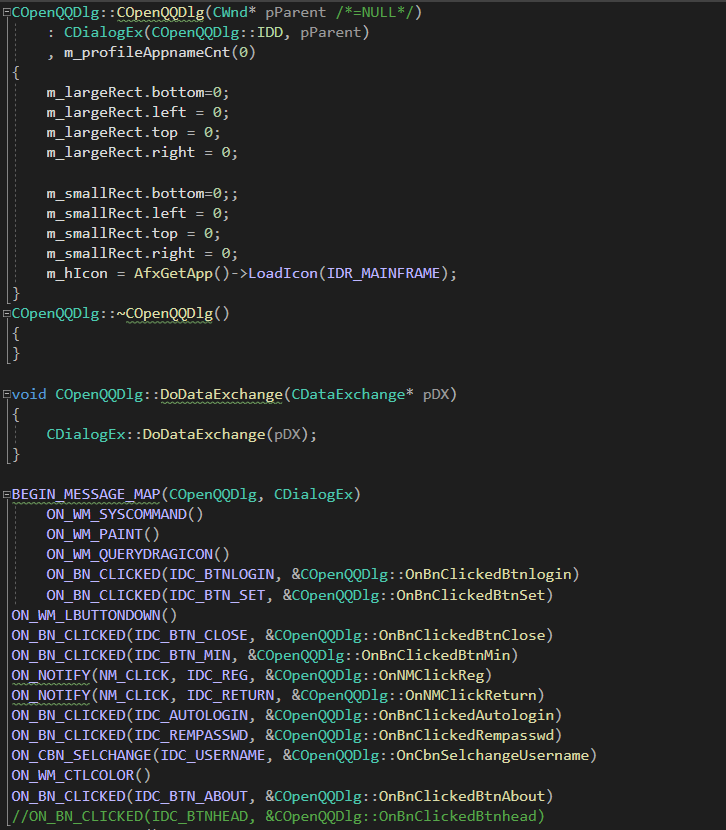 COpenQQDlg::COpenQQDlg(CWnd* pParent /*=NULL*/)
    : CDialogEx(COpenQQDlg::IDD, pParent)
    , m_profileAppnameCnt(0)
{
    m_largeRect.bottom=0;
    m_largeRect.left = 0;
    m_largeRect.top = 0;
    m_largeRect.right = 0;

    m_smallRect.bottom=0;;
    m_smallRect.left = 0;
    m_smallRect.top = 0;
    m_smallRect.right = 0;
    m_hIcon = AfxGetApp()->LoadIcon(IDR_MAINFRAME);
}
COpenQQDlg::~COpenQQDlg()
{
}

void COpenQQDlg::DoDataExchange(CDataExchange* pDX)
{
    CDialogEx::DoDataExchange(pDX);
}

BEGIN_MESSAGE_MAP(COpenQQDlg, CDialogEx)
    ON_WM_SYSCOMMAND()
    ON_WM_PAINT()
    ON_WM_QUERYDRAGICON()
    ON_BN_CLICKED(IDC_BTNLOGIN, &COpenQQDlg::OnBnClickedBtnlogin)
    ON_BN_CLICKED(IDC_BTN_SET, &COpenQQDlg::OnBnClickedBtnSet)
ON_WM_LBUTTONDOWN()
ON_BN_CLICKED(IDC_BTN_CLOSE, &COpenQQDlg::OnBnClickedBtnClose)
ON_BN_CLICKED(IDC_BTN_MIN, &COpenQQDlg::OnBnClickedBtnMin)
ON_NOTIFY(NM_CLICK, IDC_REG, &COpenQQDlg::OnNMClickReg)
ON_NOTIFY(NM_CLICK, IDC_RETURN, &COpenQQDlg::OnNMClickReturn)
ON_BN_CLICKED(IDC_AUTOLOGIN, &COpenQQDlg::OnBnClickedAutologin)
ON_BN_CLICKED(IDC_REMPASSWD, &COpenQQDlg::OnBnClickedRempasswd)
ON_CBN_SELCHANGE(IDC_USERNAME, &COpenQQDlg::OnCbnSelchangeUsername)
ON_WM_CTLCOLOR()
ON_BN_CLICKED(IDC_BTN_ABOUT, &COpenQQDlg::OnBnClickedBtnAbout)
//ON_BN_CLICKED(IDC_BTNHEAD, &COpenQQDlg::OnBnClickedBtnhead)